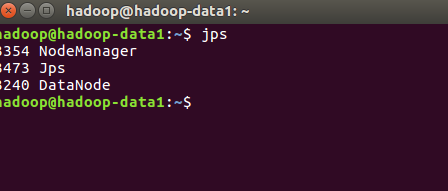 hadoop@hadoop-data1: ~
hadoop@hadoop-data1:~$ jps
3354 NodeManager
3473 Jps
3240 DataNode
hadoop@hadoop-data1:~$